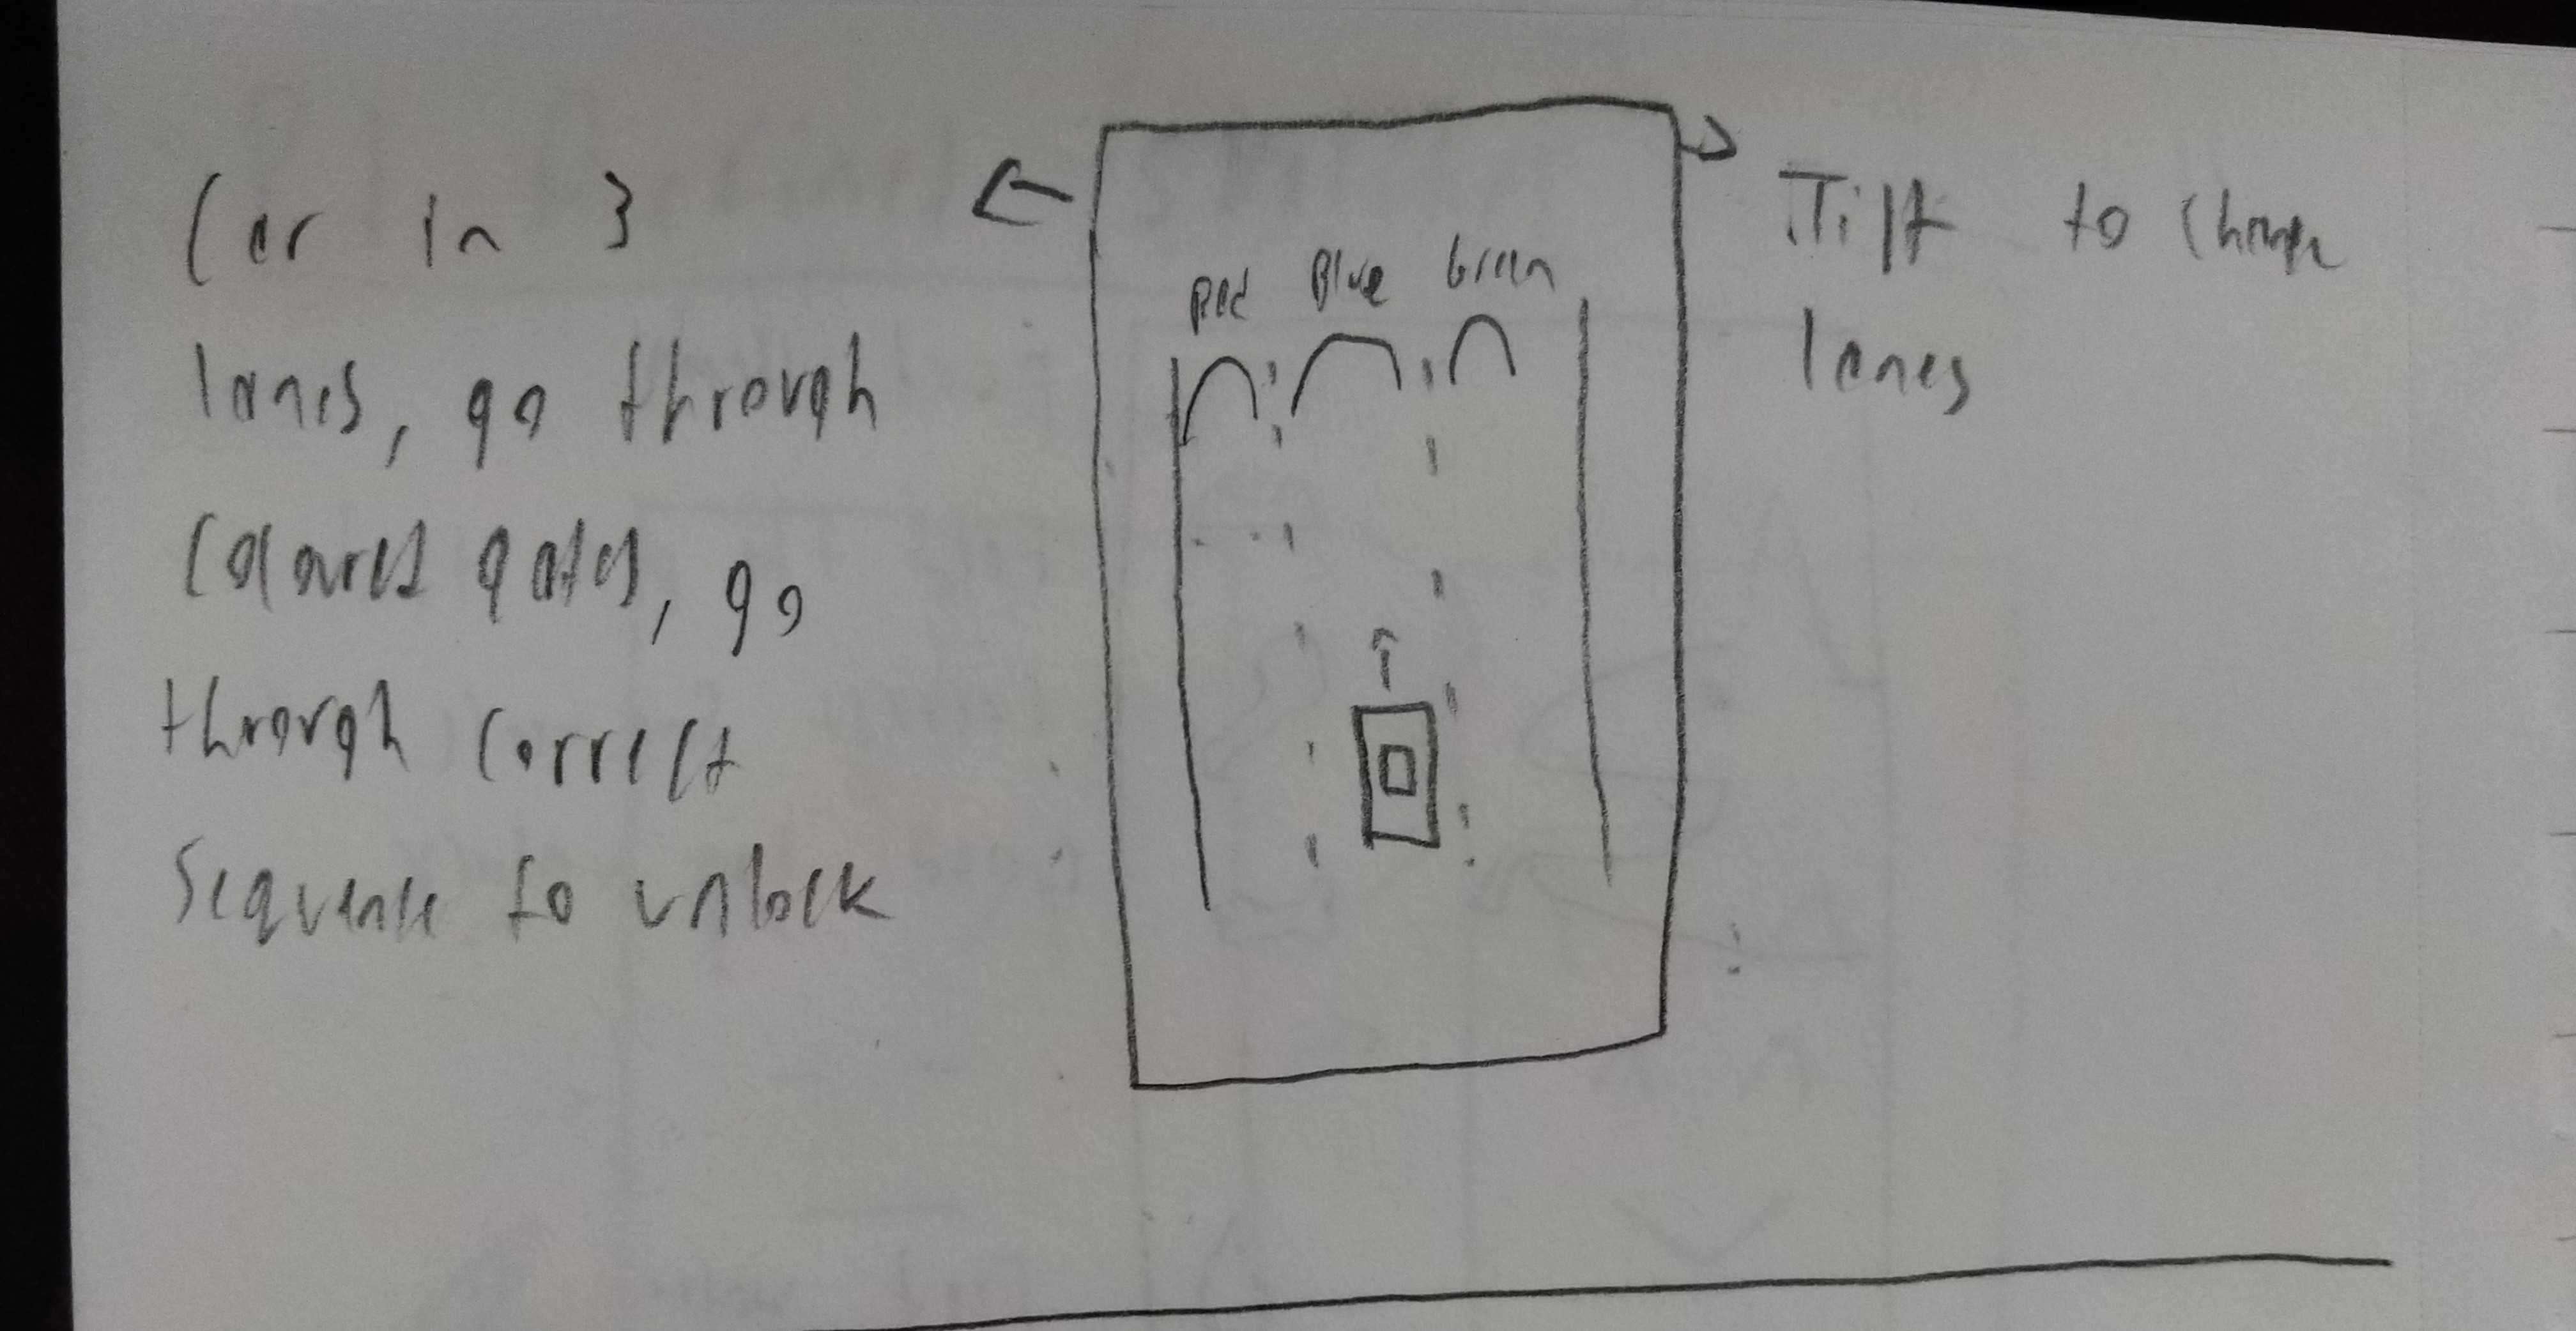 Car in 3
lanes, go through
coloured gates, go
through correct
sequence to unlock
Red Blue Green
Tilt to change
lanes